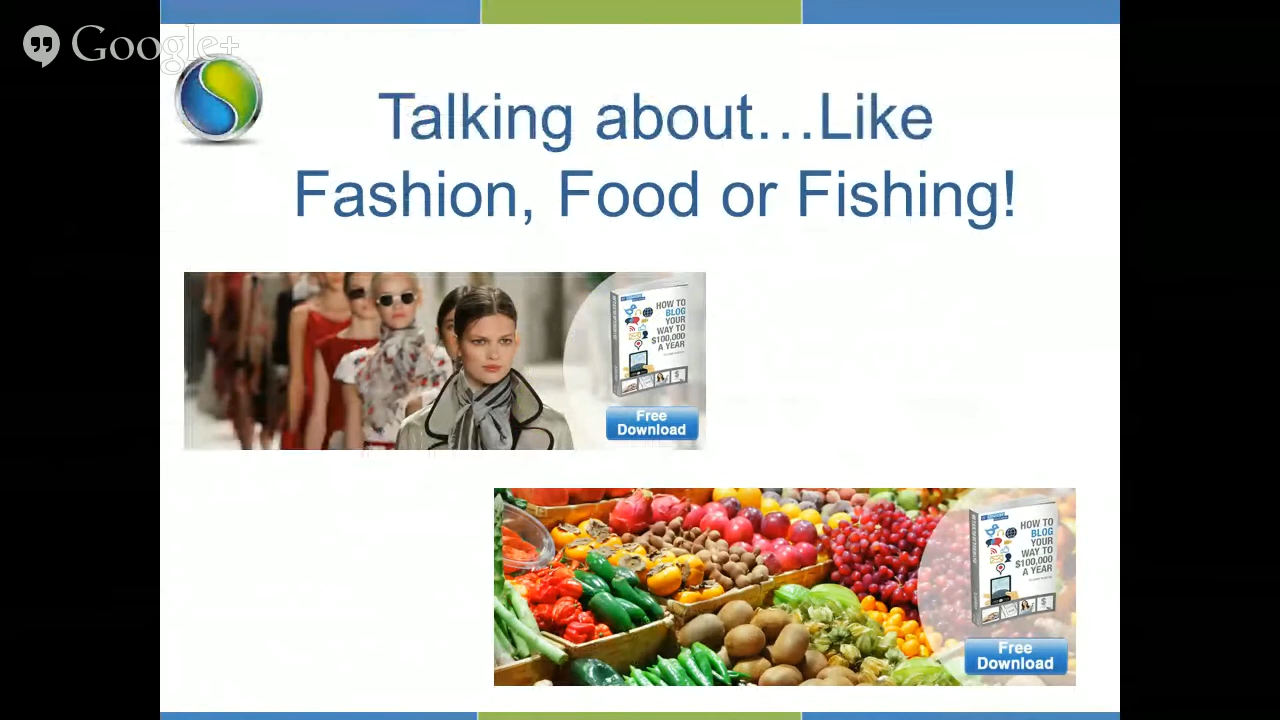 Google+
Talking about…Like
Fashion, Food or Fishing!
HOW TO
BLOG
YOUR
WAY TO
$100,000
A YEAR
Free
Download
HOW TO
BLOG
YOUR
WAY TO
$100,000
A YEAR
Free
Download